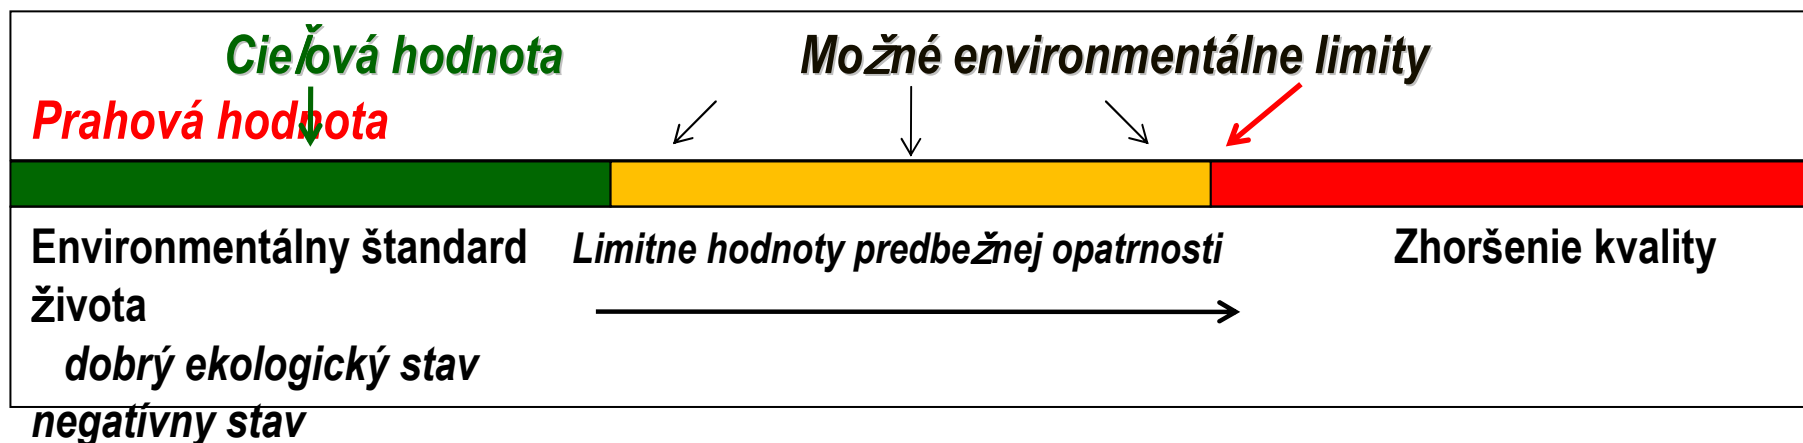 Cieľová hodnota
Možné environmentálne limity
Prahová hodnota
Environmentálny štandard
života
Limitne hodnoty predbežnej opatrnosti
Zhoršenie kvality
dobrý ekologický stav
negatívny stav